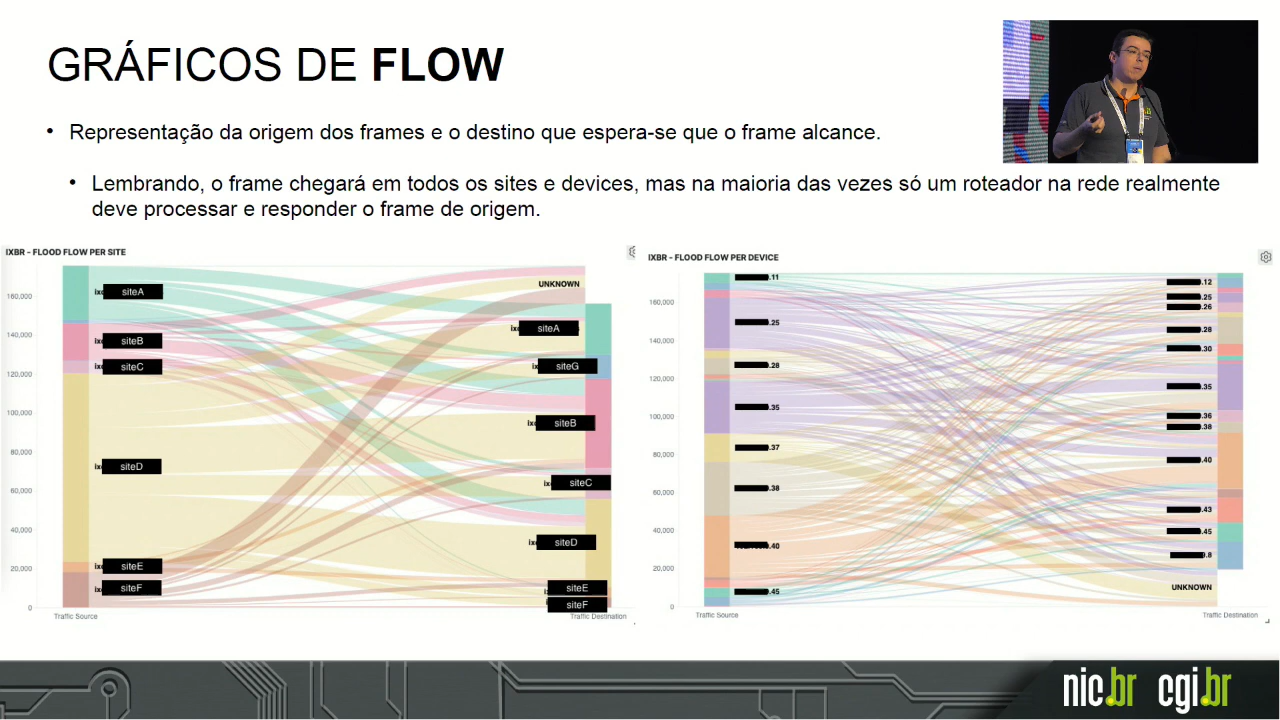 GRÁFICOS DE FLOW
• Representação da origem dos frames e o destino que espera-se que o frame alcance.
• Lembrando, o frame chegará em todos os sites e devices, mas na maioria das vezes só um roteador na rede realmente
deve processar e responder o frame de origem.
IXBR - FLOOD FLOW PER SITE
160,000
140,000
120,000
100,000
80,000
60,000
40,000
20,000
0
siteA
siteB
siteC
siteD
siteE
siteF
UNKNOWN
siteA
siteG
siteB
siteC
siteD
siteE
siteF
Traffic Source
Traffic Destination
IXBR - FLOOD FLOW PER DEVICE
160,000
140,000
120,000
100,000
80,000
60,000
40,000
20,000
0
.11
.25
.28
.35
.37
.38
.40
.45
.12
.25
.26
.28
.30
.35
.36
.38
.40
.43
.45
.8
UNKNOWN
Traffic Source
Traffic Destination
nic.br cgi.br